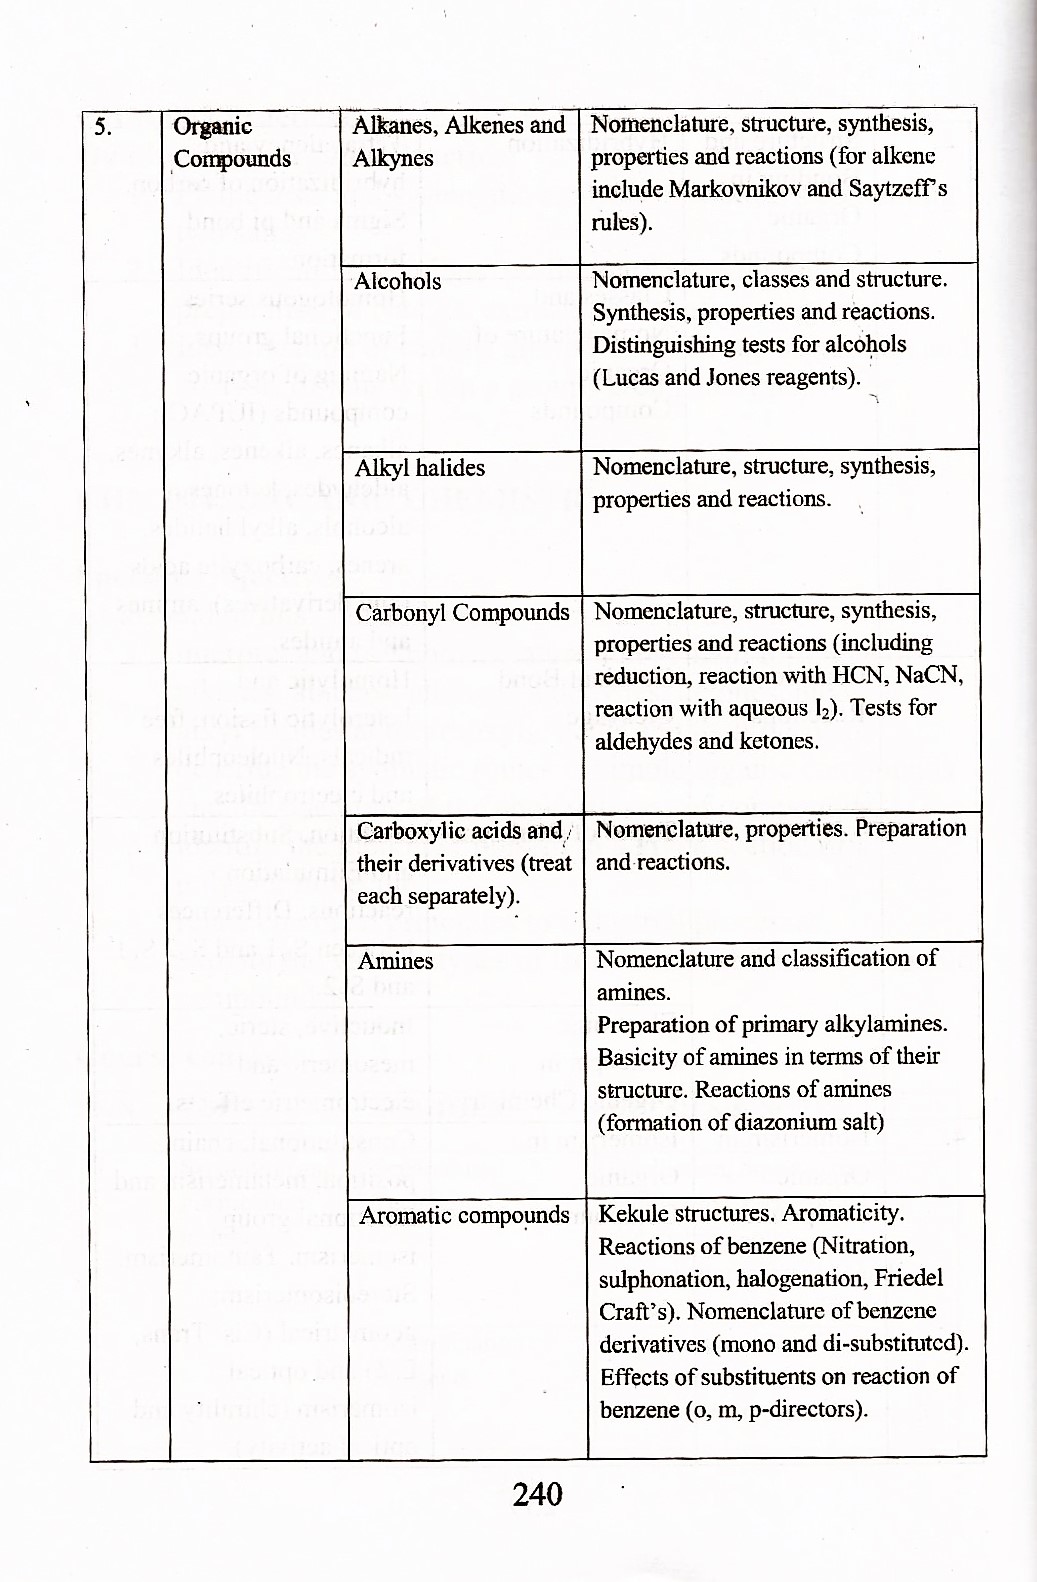 5.
Organic
Compounds
Alkanes, Alkenes and
Alkynes
Nomenclature, structure, synthesis,
properties and reactions (for alkene
include Markovnikov and Saytzeff's
rules).
Alcohols
Nomenclature, classes and structure.
Synthesis, properties and reactions.
Distinguishing tests for alcohols
(Lucas and Jones reagents).
Alkyl halides
Nomenclature, structure, synthesis,
properties and reactions.
Carbonyl Compounds
Nomenclature, structure, synthesis,
properties and reactions (including
reduction, reaction with HCN, NaCN,
reaction with aqueous I₂). Tests for
aldehydes and ketones.
Carboxylic acids and
their derivatives (treat
each separately).
Nomenclature, properties. Preparation
and reactions.
Amines
Nomenclature and classification of
amines.
Preparation of primary alkylamines.
Basicity of amines in terms of their
structure. Reactions of amines
(formation of diazonium salt)
Aromatic compounds
Kekule structures. Aromaticity.
Reactions of benzene (Nitration,
sulphonation, halogenation, Friedel
Craft's). Nomenclature of benzene
derivatives (mono and di-substituted).
Effects of substituents on reaction of
benzene (o, m, p-directors).
240